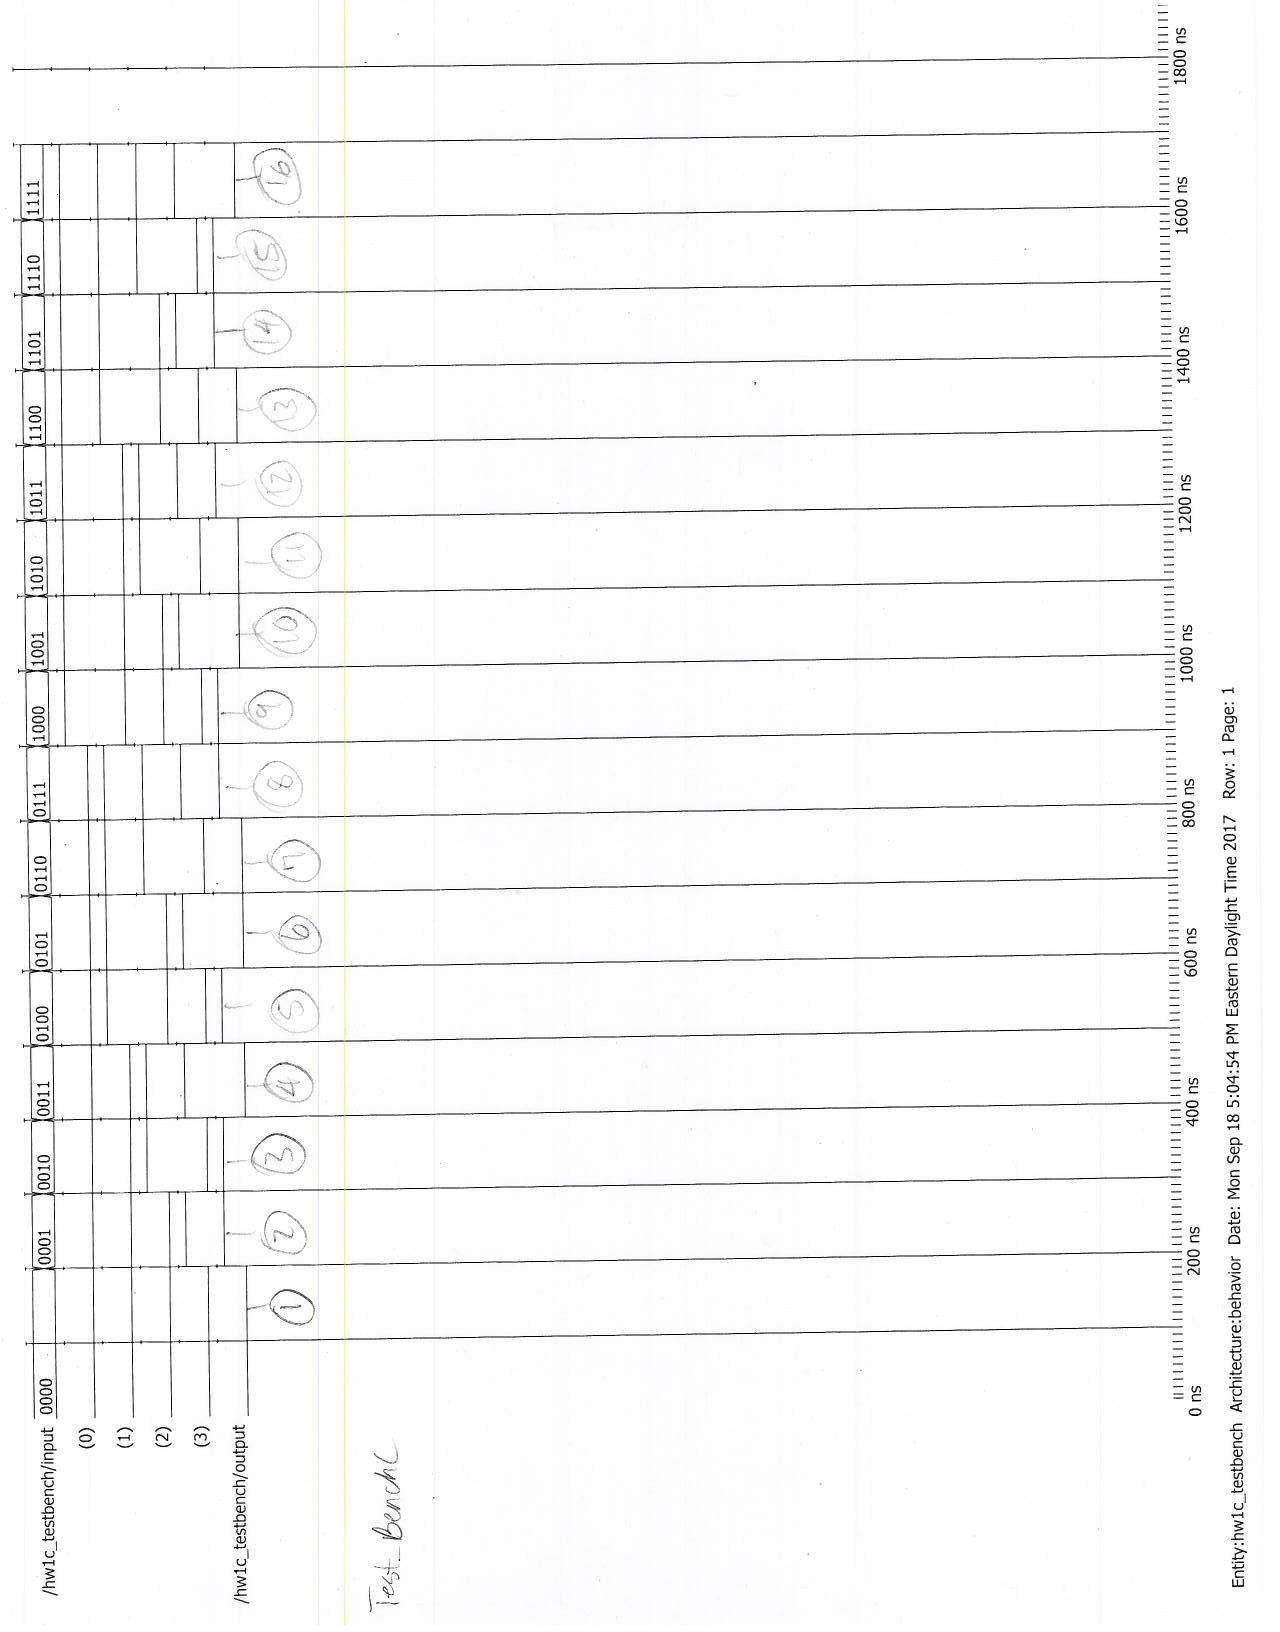 /hw1c_testbench/input 0000 0001 0010 0011 0100 0101 0110 0111 1000 1001 1010 1011 1100 1101 1110 1111
(0)
(1)
(2)
(3)
/hw1c_testbench/output
1 2 3 4 5 6 7 8 9 10 11 12 13 14 15 16
Test_BenchC
0 ns 200 ns 400 ns 600 ns 800 ns 1000 ns 1200 ns 1400 ns 1600 ns 1800 ns
Entity:hw1c_testbench Architecture:behavior Date: Mon Sep 18 5:04:54 PM Eastern Daylight Time 2017 Row: 1 Page: 1